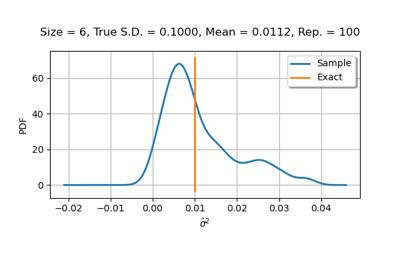 Size = 6, True S.D. = 0.1000, Mean = 0.0112, Rep. = 100
Sample
Exact
PDF
60
40
20
0
−0.02 −0.01 0.00 0.01 0.02 0.03 0.04
σ̂²